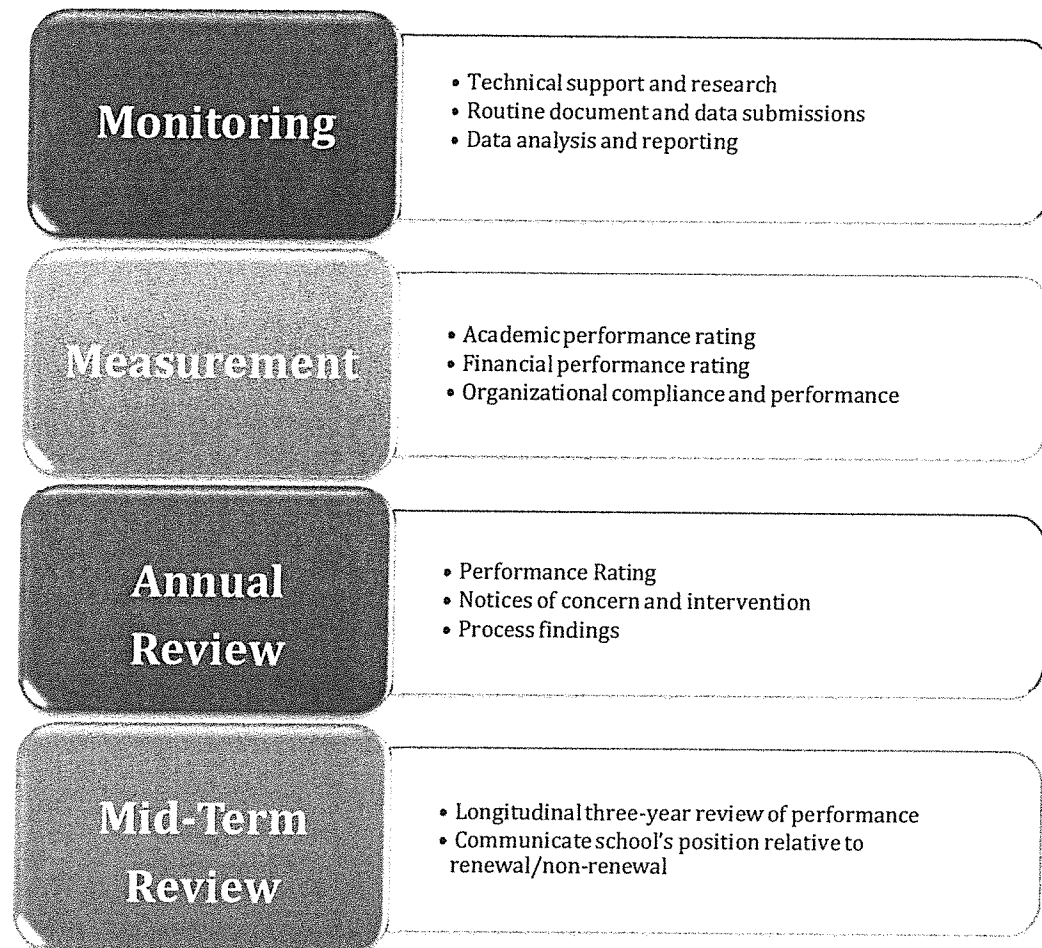 Monitoring
• Technical support and research
• Routine document and data submissions
• Data analysis and reporting
Measurement
• Academic performance rating
• Financial performance rating
• Organizational compliance and performance
Annual
Review
• Performance Rating
• Notices of concern and intervention
• Process findings
Mid-Term
Review
• Longitudinal three-year review of performance
• Communicate school's position relative to
renewal/non-renewal